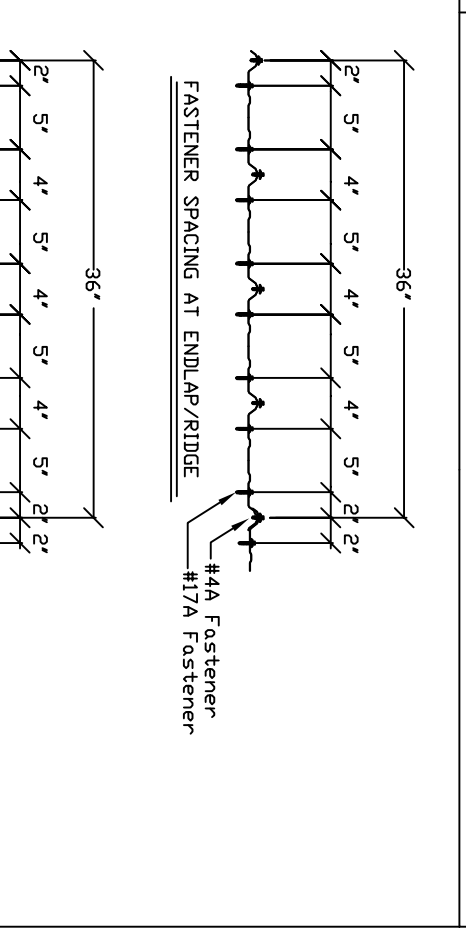 36"
2" 5" 4" 5" 4" 5" 4" 5" 2" 2"
#4A Fastener
#17A Fastener
FASTENER SPACING AT ENDLAP/RIDGE
36"
2" 5" 4" 5" 4" 5" 4" 5" 2" 2"